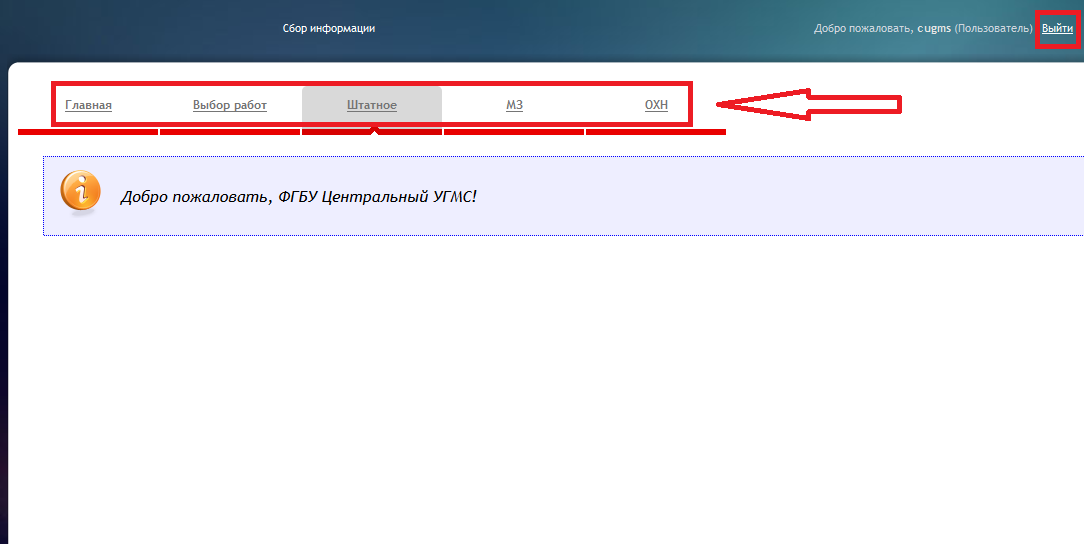 Сбор информации
Добро пожаловать, cugms (Пользователь) Выйти
Главная Выбор работ Штатное МЗ ОХН
Добро пожаловать, ФГБУ Центральный УГМС!